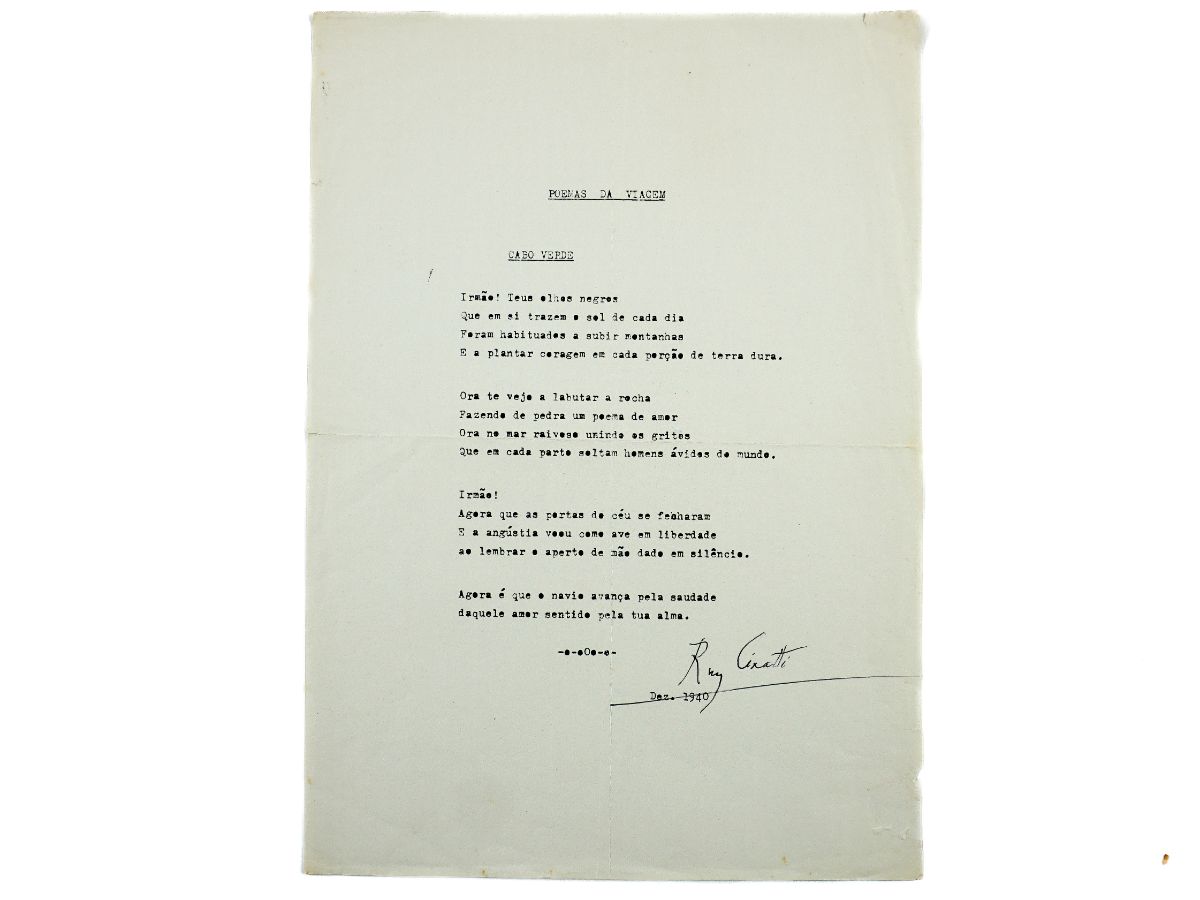 POEMAS DA VIAGEM
CABO VERDE
Irmão! Teus olhos negros
Que em si trazem o sol de cada dia
Foram habituados a subir montanhas
E a plantar coragem em cada porção de terra dura.
Ora te vejo a labutar a rocha
Fazendo de pedra um poema de amor
Ora no mar raivoso unindo os gritos
Que em cada parto soltam homens ávidos do mundo.
Irmão!
Agora que as portas do céu se fenharam
E a angústia voou como ave em liberdade
ao lembrar o aperto de mão dado em silêncio.
Agora é que o navio avança pela saudade
daquele amor sentido pela tua alma.
-o-oOo-o-
Ruy Cinatti
Dez. 1940